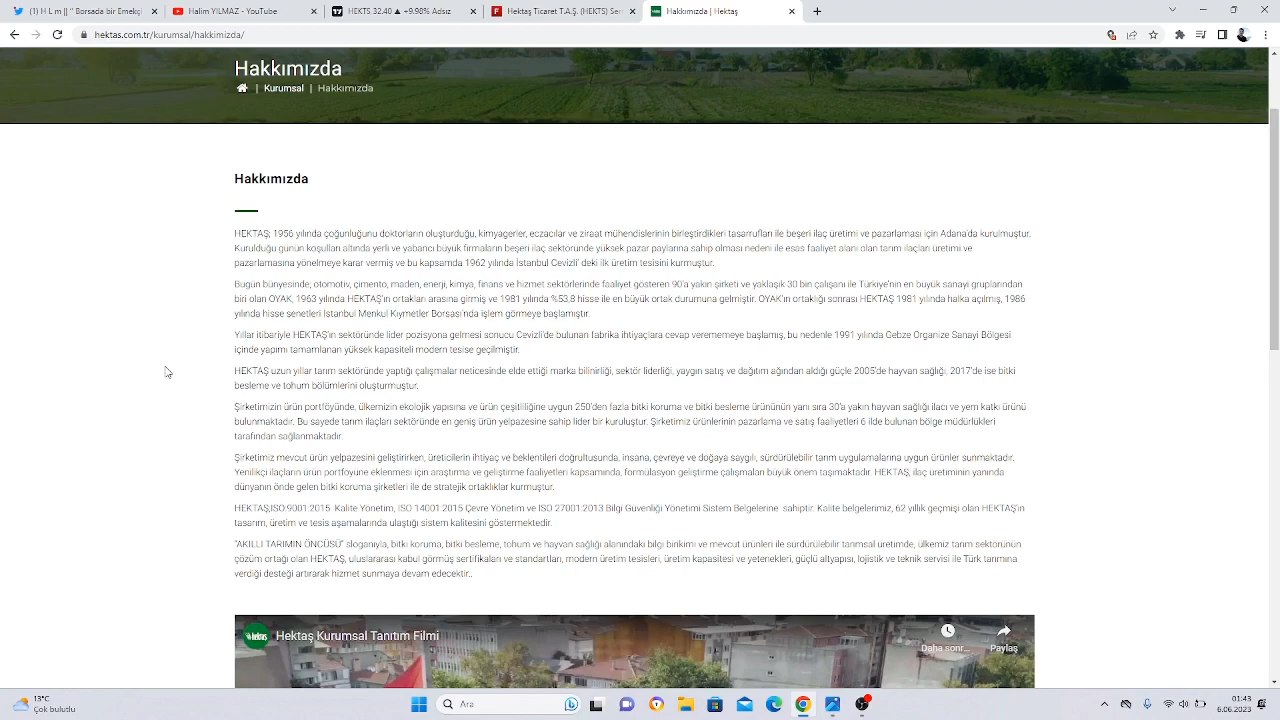 (1) H L m || " Borsada bir Emekçi
Halim YILMAZ - YouTube
HEKTS 32.40 ▲ +9.98% Adsız
Hektaş Ticaret T.A.Ş. (HEKTS) Ser
Hakkımızda | Hektaş
hektas.com.tr/kurumsal/hakkimizda/
Hakkımızda
| Kurumsal | Hakkımızda
Hakkımızda
HEKTAŞ; 1956 yılında çoğunluğunu doktorların oluşturduğu, kimyagerler, eczacılar ve ziraat mühendislerinin birleştirdikleri tasarrufları ile beşeri ilaç üretimi ve pazarlaması için Adana'da kurulmuştur.
Kurulduğu günün koşulları altında yerli ve yabancı büyük firmaların beşeri ilaç sektöründe yüksek pazar paylarına sahip olması nedeni ile esas faaliyet alanı olan tarım ilaçları üretimi ve
pazarlamasına yönelmeye karar vermiş ve bu kapsamda 1962 yılında İstanbul Cevizli' deki ilk üretim tesisini kurmuştur.
Bugün bünyesinde; otomotiv, çimento, maden, enerji, kimya, finans ve hizmet sektörlerinde faaliyet gösteren 90'a yakın şirketi ve yaklaşık 30 bin çalışanı ile Türkiye'nin en büyük sanayi gruplarından
biri olan OYAK, 1963 yılında HEKTAŞ'ın ortakları arasına girmiş ve 1981 yılında %53,8 hisse ile en büyük ortak durumuna gelmiştir. OYAK'ın ortaklığı sonrası HEKTAŞ 1981 yılında halka açılmış, 1986
yılında hisse senetleri İstanbul Menkul Kıymetler Borsası'nda işlem görmeye başlamıştır.
Yıllar itibariyle HEKTAŞ'ın sektöründe lider pozisyona gelmesi sonucu Cevizli'de bulunan fabrika ihtiyaçlara cevap verememeye başlamış, bu nedenle 1991 yılında Gebze Organize Sanayi Bölgesi
içinde yapımı tamamlanan yüksek kapasiteli modern tesise geçilmiştir.
HEKTAŞ uzun yıllar tarım sektöründe yaptığı çalışmalar neticesinde elde ettiği marka bilinirliği, sektör liderliği, yaygın satış ve dağıtım ağından aldığı güçle 2005'de hayvan sağlığı, 2017'de ise bitki
besleme ve tohum bölümlerini oluşturmuştur.
Şirketimizin ürün portföyünde, ülkemizin ekolojik yapısına ve ürün çeşitliliğine uygun 250'den fazla bitki koruma ve bitki besleme ürününün yanı sıra 30'a yakın hayvan sağlığı ilacı ve yem katkı ürünü
bulunmaktadır. Bu sayede tarım ilaçları sektöründe en geniş ürün yelpazesine sahip lider bir kuruluştur. Şirketimiz ürünlerinin pazarlama ve satış faaliyetleri 6 ilde bulunan bölge müdürlükleri
tarafından sağlanmaktadır.
Şirketimiz mevcut ürün yelpazesini geliştirirken, üreticilerin ihtiyaç ve beklentileri doğrultusunda, insana, çevreye ve doğaya saygılı, sürdürülebilir tarım uygulamalarına uygun ürünler sunmaktadır.
Yenilikçi ilaçların ürün portföyüne eklenmesi için araştırma ve geliştirme faaliyetleri kapsamında, formülasyon geliştirme çalışmaları büyük önem taşımaktadır. HEKTAŞ, ilaç üretiminin yanında
dünyanın önde gelen bitki koruma şirketleri ile de stratejik ortaklıklar kurmuştur.
HEKTAŞ,ISO:9001:2015 Kalite Yönetim, ISO 14001:2015 Çevre Yönetim ve ISO 27001:2013 Bilgi Güvenliği Yönetimi Sistem Belgelerine sahiptir. Kalite belgelerimiz, 62 yıllık geçmişi olan HEKTAŞ'ın
tasarım, üretim ve tesis aşamalarında ulaştığı sistem kalitesini göstermektedir.
"AKILLI TARIMIN ÖNCÜSÜ" sloganıyla, bitki koruma, bitki besleme, tohum ve hayvan sağlığı alanındaki bilgi birikimi ve mevcut ürünleri ile sürdürülebilir tarımsal üretimde, ülkemiz tarım sektörünün
çözüm ortağı olan HEKTAŞ, uluslararası kabul görmüş sertifikaları ve standartları, modern üretim tesisleri, üretim kapasitesi ve yetenekleri, güçlü altyapısı, lojistik ve teknik servisi ile Türk tarımına
verdiği desteği artırarak hizmet sunmaya devam edecektir..
hektaş Hektaş Kurumsal Tanıtım Filmi
Daha sonr... Paylaş
13°C
Çok bulutlu
Ara
01:43
6.06.2023